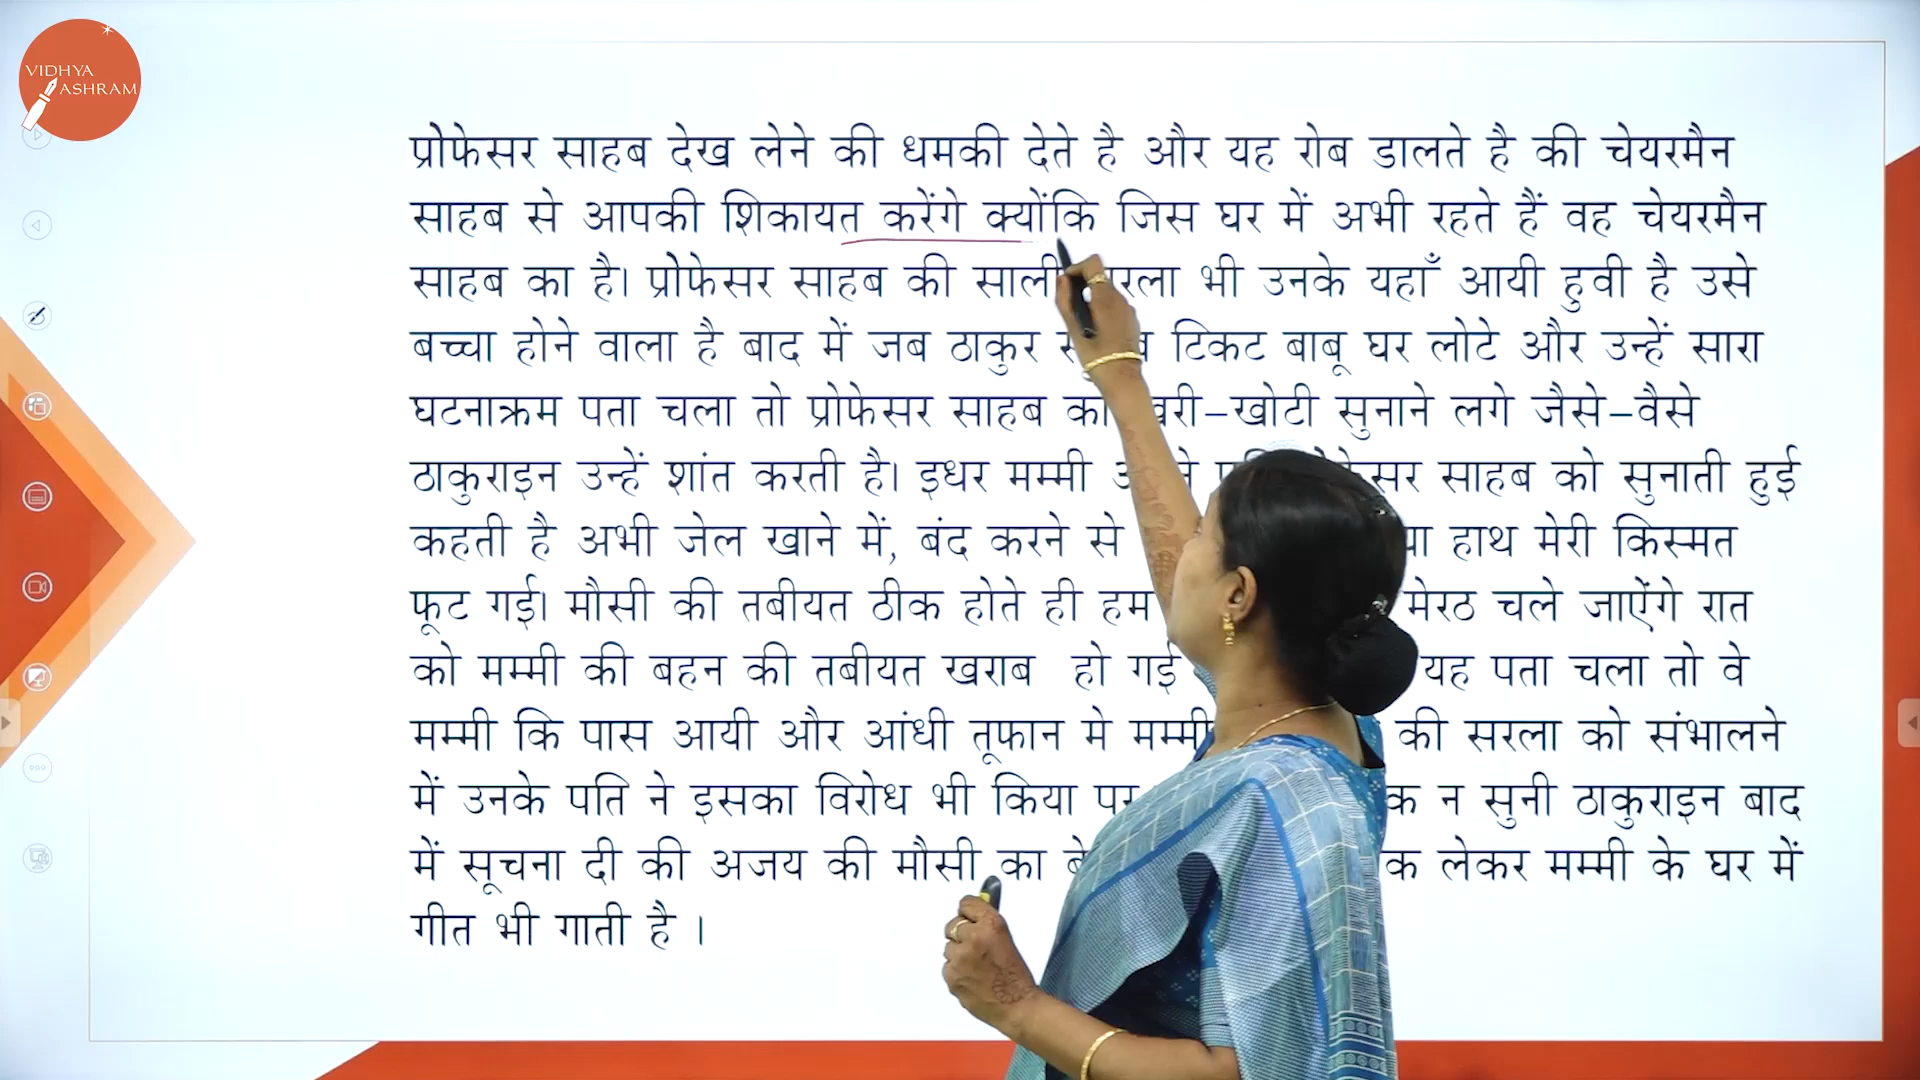 VIDHYA
ASHRAM
प्रोफेसर साहब देख लेने की धमकी देते है और यह रोब डालते है की चेयरमैन
साहब से आपकी शिकायत करेंगे क्योंकि जिस घर में अभी रहते हैं वह चेयरमैन
साहब का है। प्रोफेसर साहब की साली भी उनके यहाँ आयी हुवी है उसे
बच्चा होने वाला है बाद में जब ठाकुर टिकट बाबू घर लोटे और उन्हें सारा
घटनाक्रम पता चला तो प्रोफेसर साहब सुनाने लगे जैसे–वैसे
ठाकुराइन उन्हें शांत करती है। इधर मम्मी साहब को सुनाती हुई
कहती है अभी जेल खाने में, बंद करने से हाथ मेरी किस्मत
फूट गई। मौसी की तबीयत ठीक होते ही हम मेरठ चले जाऐंगे रात
को मम्मी की बहन की तबीयत खराब हो गई यह पता चला तो वे
मम्मी कि पास आयी और आंधी तूफान मे की सरला को संभालने
में उनके पति ने इसका विरोध भी किया न सुनी ठाकुराइन बाद
में सूचना दी की अजय की मौसी का लेकर मम्मी के घर में
गीत भी गाती है ।